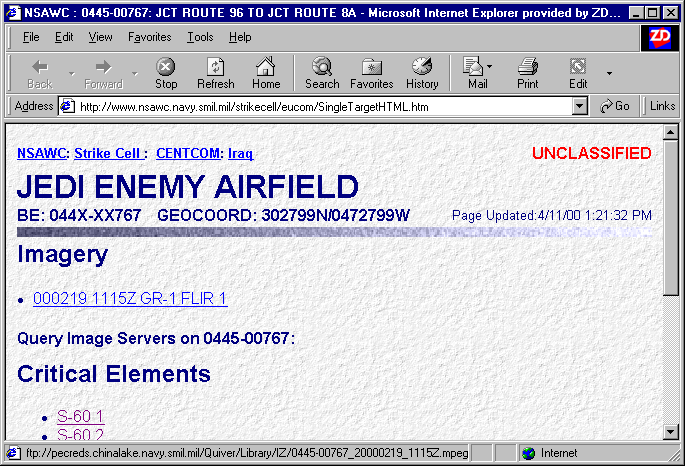 NSAWC : 0445-00767: JCT ROUTE 96 TO JCT ROUTE 8A - Microsoft Internet Explorer provided by ZD...
File Edit View Favorites Tools Help
ZD
Back Forward Stop Refresh Home Search Favorites History Mail Print Edit
Address http://www.nsawc.navy.smil.mil/strikecell/eucom/SingleTargetHTML.htm Go Links
NSAWC: Strike Cell : CENTCOM: Iraq UNCLASSIFIED
JEDI ENEMY AIRFIELD
BE: 044X-XX767 GEOCOORD: 302799N/0472799W Page Updated:4/11/00 1:21:32 PM
Imagery
• 000219 1115Z GR-1 FLIR 1
Query Image Servers on 0445-00767:
Critical Elements
• S-60 1
• S-60 2
ftp://pecreds.chinalake.navy.smil.mil/Quiver/Library/IZ/0445-00767_20000219_1115Z.mpeg Internet